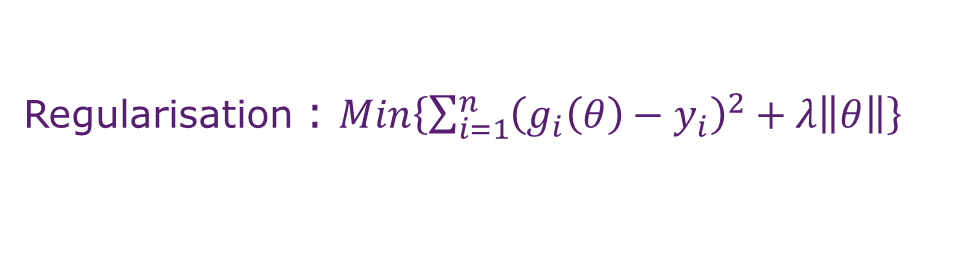 Regularisation : Min{∑ⁿᵢ₌₁(gᵢ(θ) − yᵢ)² + λ‖θ‖}